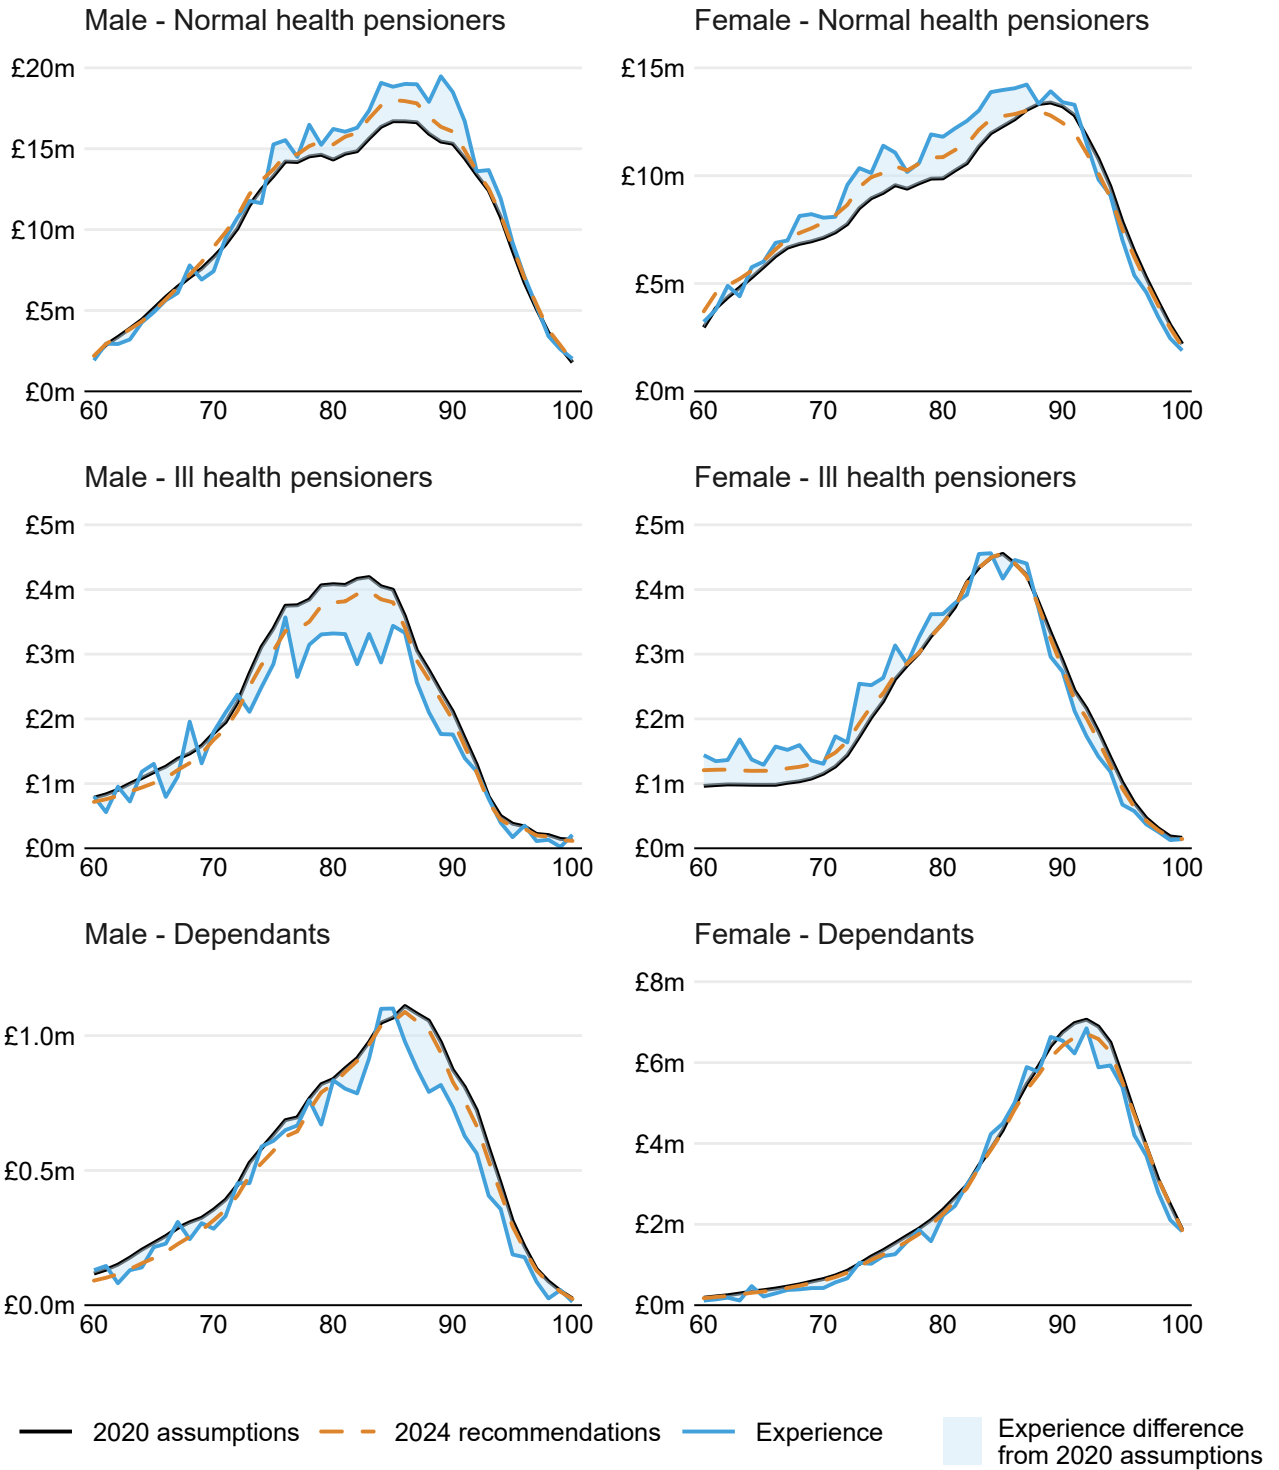 Male - Normal health pensioners
£20m
£15m
£10m
£5m
£0m
60 70 80 90 100
Female - Normal health pensioners
£15m
£10m
£5m
£0m
60 70 80 90 100
Male - Ill health pensioners
£5m
£4m
£3m
£2m
£1m
£0m
60 70 80 90 100
Female - Ill health pensioners
£5m
£4m
£3m
£2m
£1m
£0m
60 70 80 90 100
Male - Dependants
£1.0m
£0.5m
£0.0m
60 70 80 90 100
Female - Dependants
£8m
£6m
£4m
£2m
£0m
60 70 80 90 100
2020 assumptions
2024 recommendations
Experience
Experience difference
from 2020 assumptions